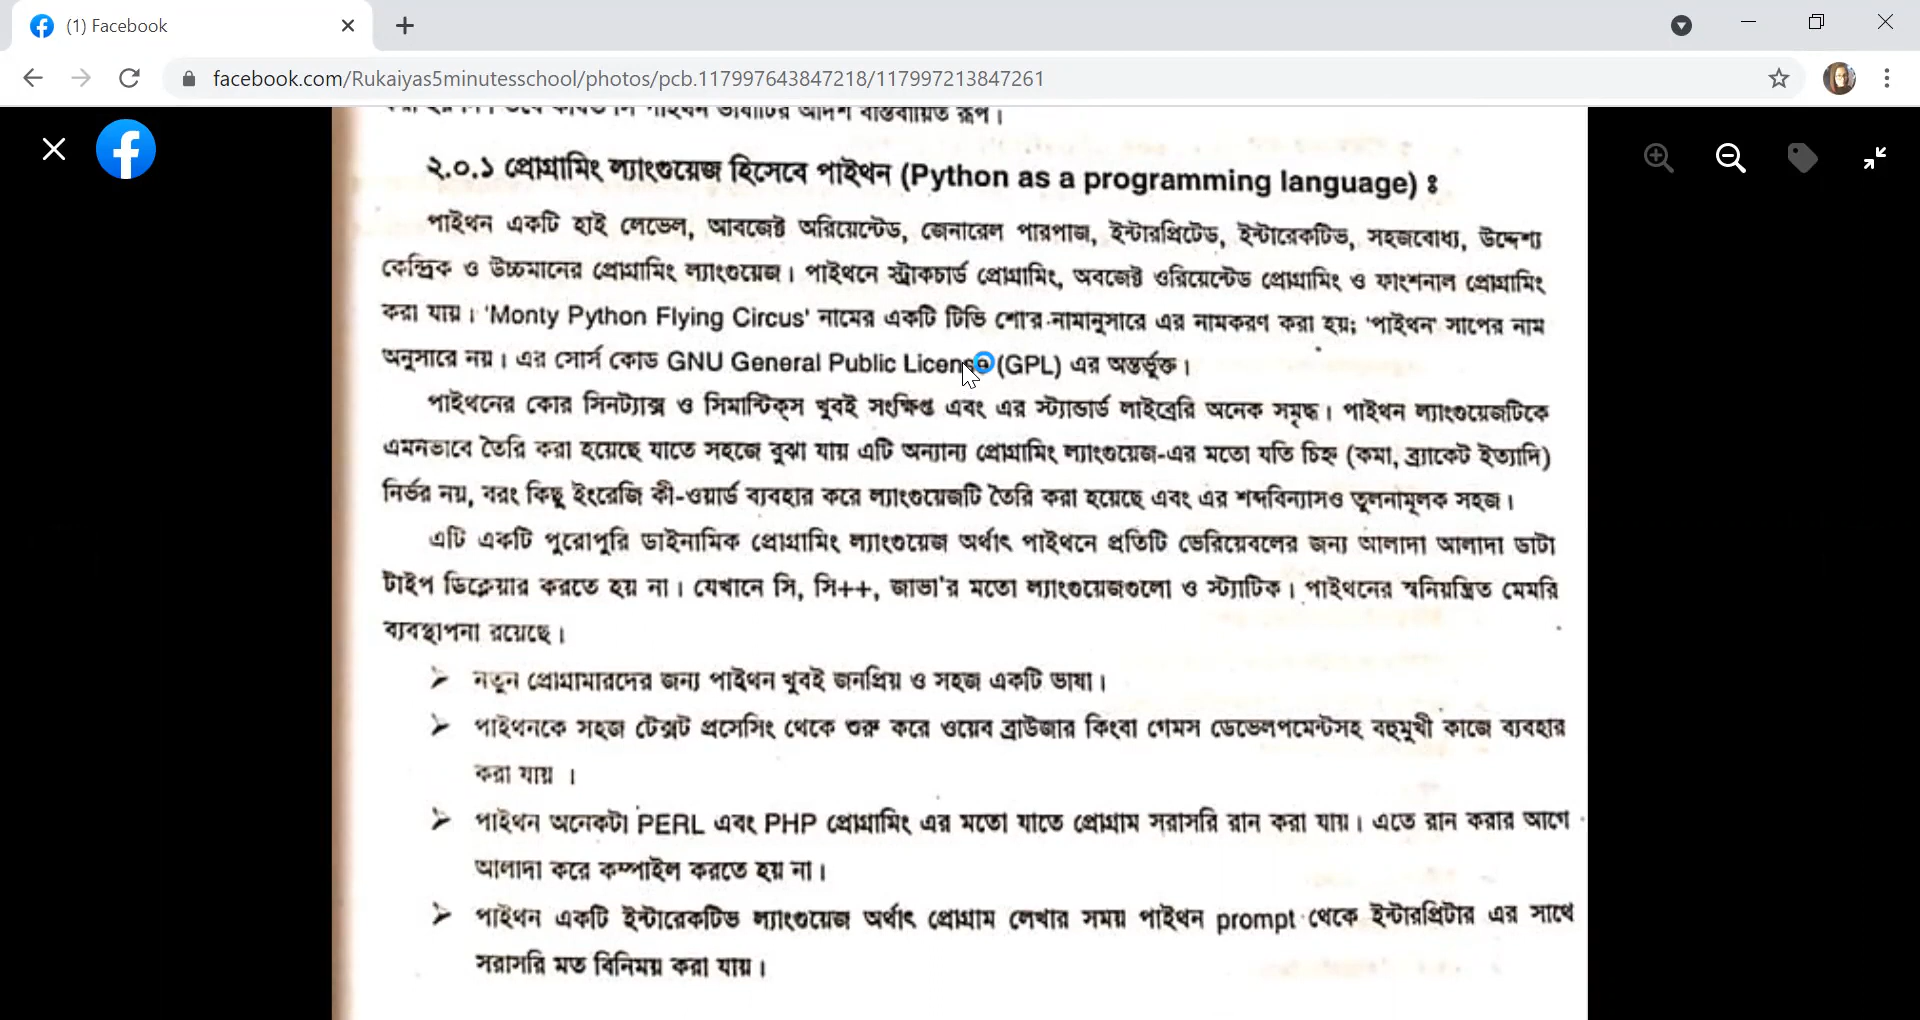 (1) Facebook
facebook.com/Rukaiyas5minutesschool/photos/pcb.117997643847218/117997213847261
২.০.১ প্রোগ্রামিং ল্যাংগুয়েজ হিসেবে পাইথন (Python as a programming language) ঃ
পাইথন একটি হাই লেভেল, আবজেক্ট অরিয়েন্টেড, জেনারেল পারপাজ, ইন্টারপ্রিটেড, ইন্টারেকটিভ, সহজবোধ্য, উদ্দেশ্য
কেন্দ্রিক ও উচ্চমানের প্রোগ্রামিং ল্যাংগুয়েজ। পাইথনে স্ট্রাকচার্ড প্রোগ্রামিং, অবজেক্ট ওরিয়েন্টেড প্রোগ্রামিং ও ফাংশনাল প্রোগ্রামিং
করা যায়। 'Monty Python Flying Circus' নামের একটি টিভি শো'র নামানুসারে এর নামকরণ করা হয়; 'পাইথন' সাপের নাম
অনুসারে নয়। এর সোর্স কোড GNU General Public License (GPL) এর অন্তর্ভুক্ত।
পাইথনের কোর সিনট্যাক্স ও সিমান্টিক্স খুবই সংক্ষিপ্ত এবং এর স্ট্যান্ডার্ড লাইব্রেরি অনেক সমৃদ্ধ। পাইথন ল্যাংগুয়েজটিকে
এমনভাবে তৈরি করা হয়েছে যাতে সহজে বুঝা যায় এটি অন্যান্য প্রোগ্রামিং ল্যাংগুয়েজ-এর মতো যতি চিহ্ন (কমা, ব্র্যাকেট ইত্যাদি)
নির্ভর নয়, বরং কিছু ইংরেজি কী-ওয়ার্ড ব্যবহার করে ল্যাংগুয়েজটি তৈরি করা হয়েছে এবং এর শব্দবিন্যাসও তুলনামূলক সহজ।
এটি একটি পুরোপুরি ডাইনামিক প্রোগ্রামিং ল্যাংগুয়েজ অর্থাৎ পাইথনে প্রতিটি ভেরিয়েবলের জন্য আলাদা আলাদা ডাটা
টাইপ ডিক্লেয়ার করতে হয় না। যেখানে সি, সি++, জাভা'র মতো ল্যাংগুয়েজগুলো ও স্ট্যাটিক। পাইথনের স্বনিয়ন্ত্রিত মেমরি
ব্যবস্থাপনা রয়েছে।
➢ নতুন প্রোগ্রামারদের জন্য পাইথন খুবই জনপ্রিয় ও সহজ একটি ভাষা।
➢ পাইথনকে সহজ টেক্সট প্রসেসিং থেকে শুরু করে ওয়েব ব্রাউজার কিংবা গেমস ডেভেলপমেন্টসহ বহুমুখী কাজে ব্যবহার
করা যায় ।
➢ পাইথন অনেকটা PERL এবং PHP প্রোগ্রামিং এর মতো যাতে প্রোগ্রাম সরাসরি রান করা যায়। এতে রান করার আগে
আলাদা করে কম্পাইল করতে হয় না।
➢ পাইথন একটি ইন্টারেকটিভ ল্যাংগুয়েজ অর্থাৎ প্রোগ্রাম লেখার সময় পাইথন prompt থেকে ইন্টারপ্রিটার এর সাথে
সরাসরি মত বিনিময় করা যায়।